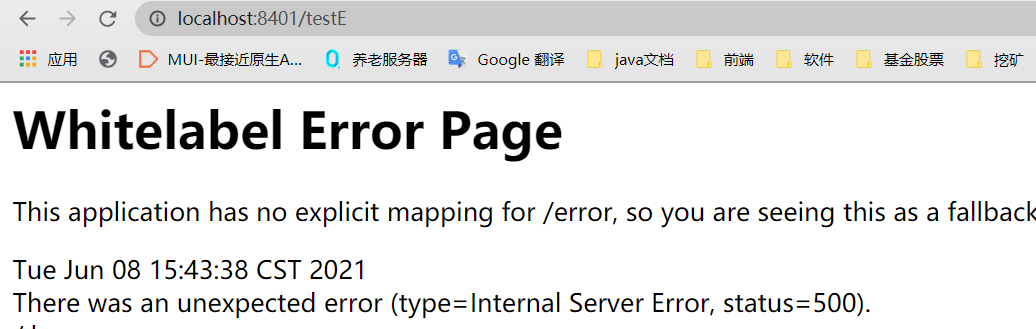 localhost:8401/testE
应用 MUI-最接近原生A... 养老服务器 Google 翻译 java文档 前端 软件 基金股票 挖矿
Whitelabel Error Page
This application has no explicit mapping for /error, so you are seeing this as a fallback
Tue Jun 08 15:43:38 CST 2021
There was an unexpected error (type=Internal Server Error, status=500).